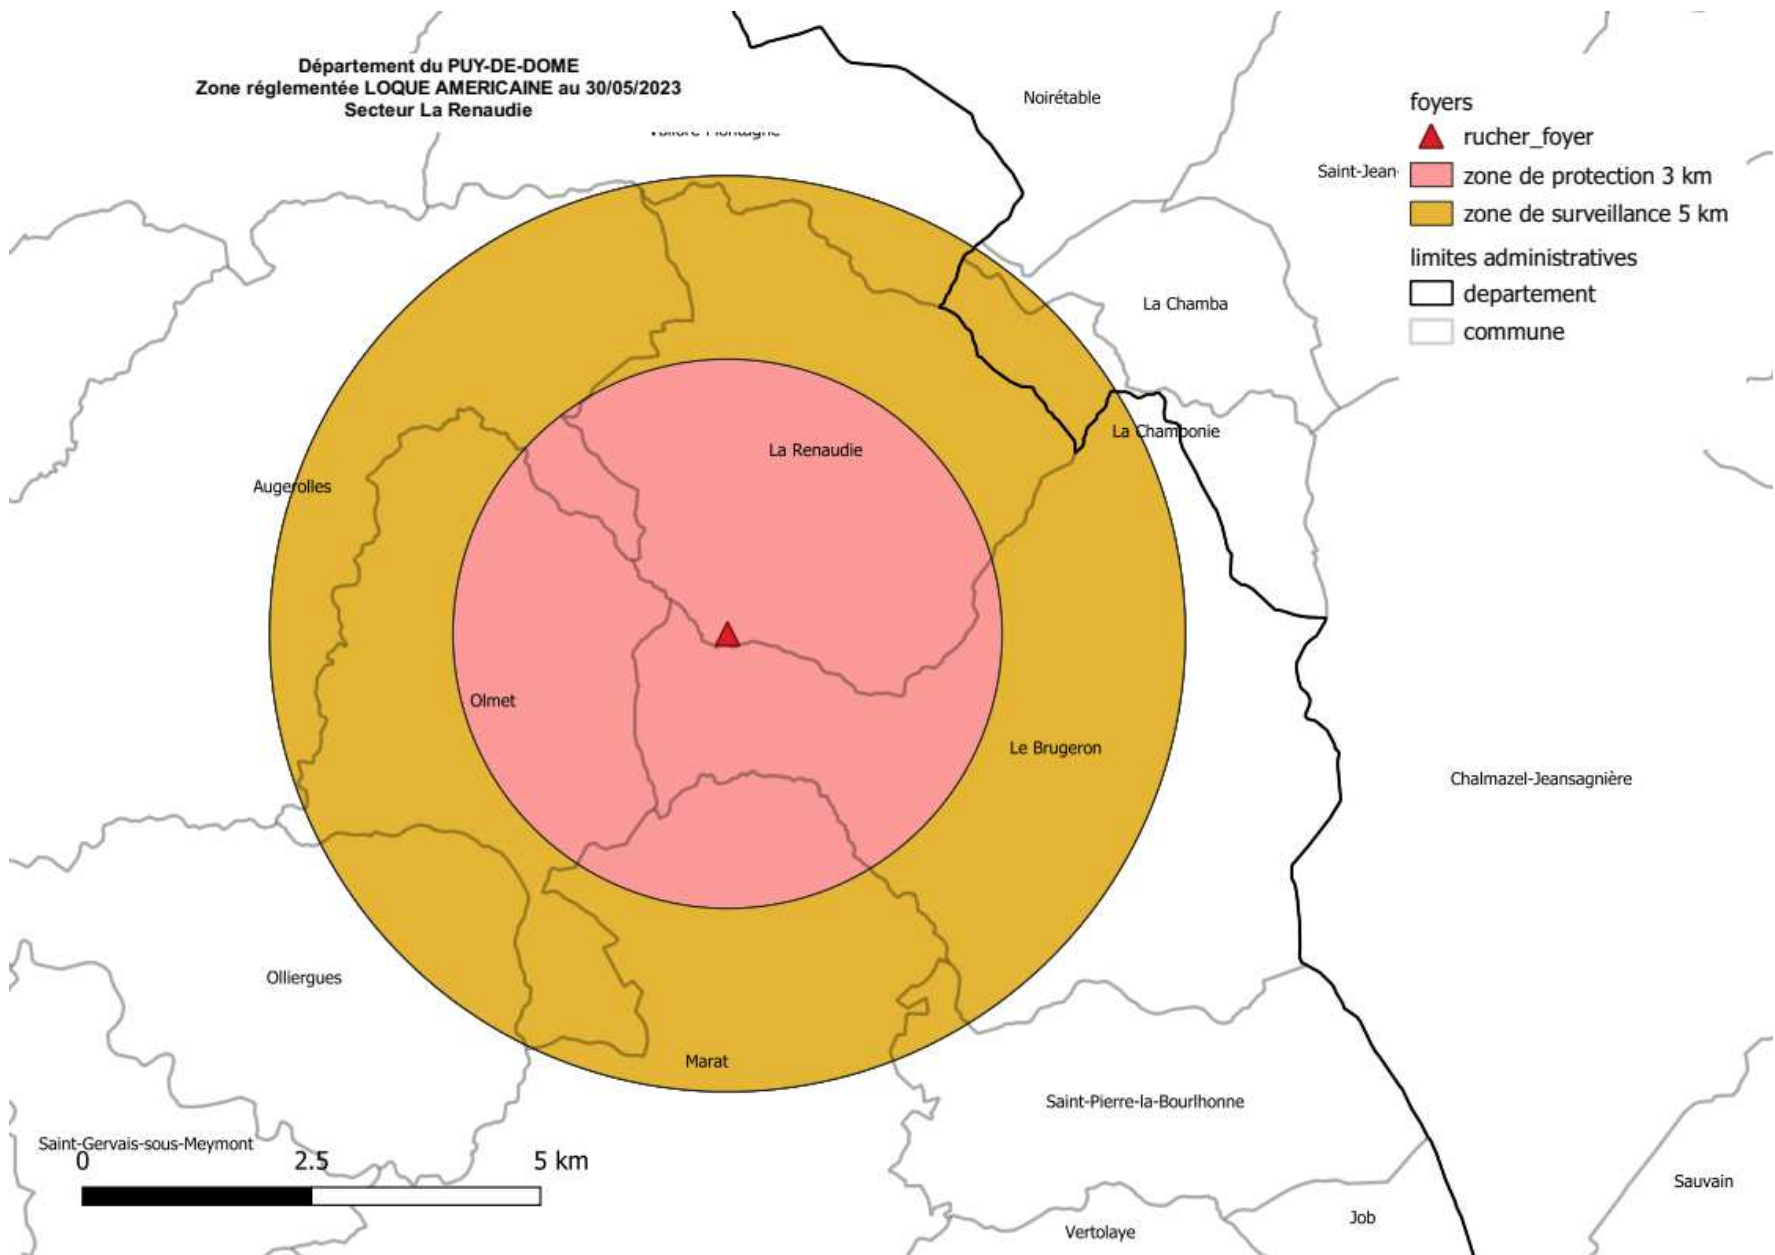 Département du PUY-DE-DOME
Zone réglementée LOQUE AMERICAINE au 30/05/2023
Secteur La Renaudie
Noirétable
foyers
rucher_foyer
Saint-Jean-
zone de protection 3 km
zone de surveillance 5 km
limites administratives
departement
commune
La Chamba
La Chambonie
La Renaudie
Augerolles
Olmet
Le Brugeron
Chalmazel-Jeansagnière
Olliergues
Marat
Saint-Pierre-la-Bourlhonne
Saint-Gervais-sous-Meymont
0 2.5 5 km
Sauvain
Job
Vertolaye